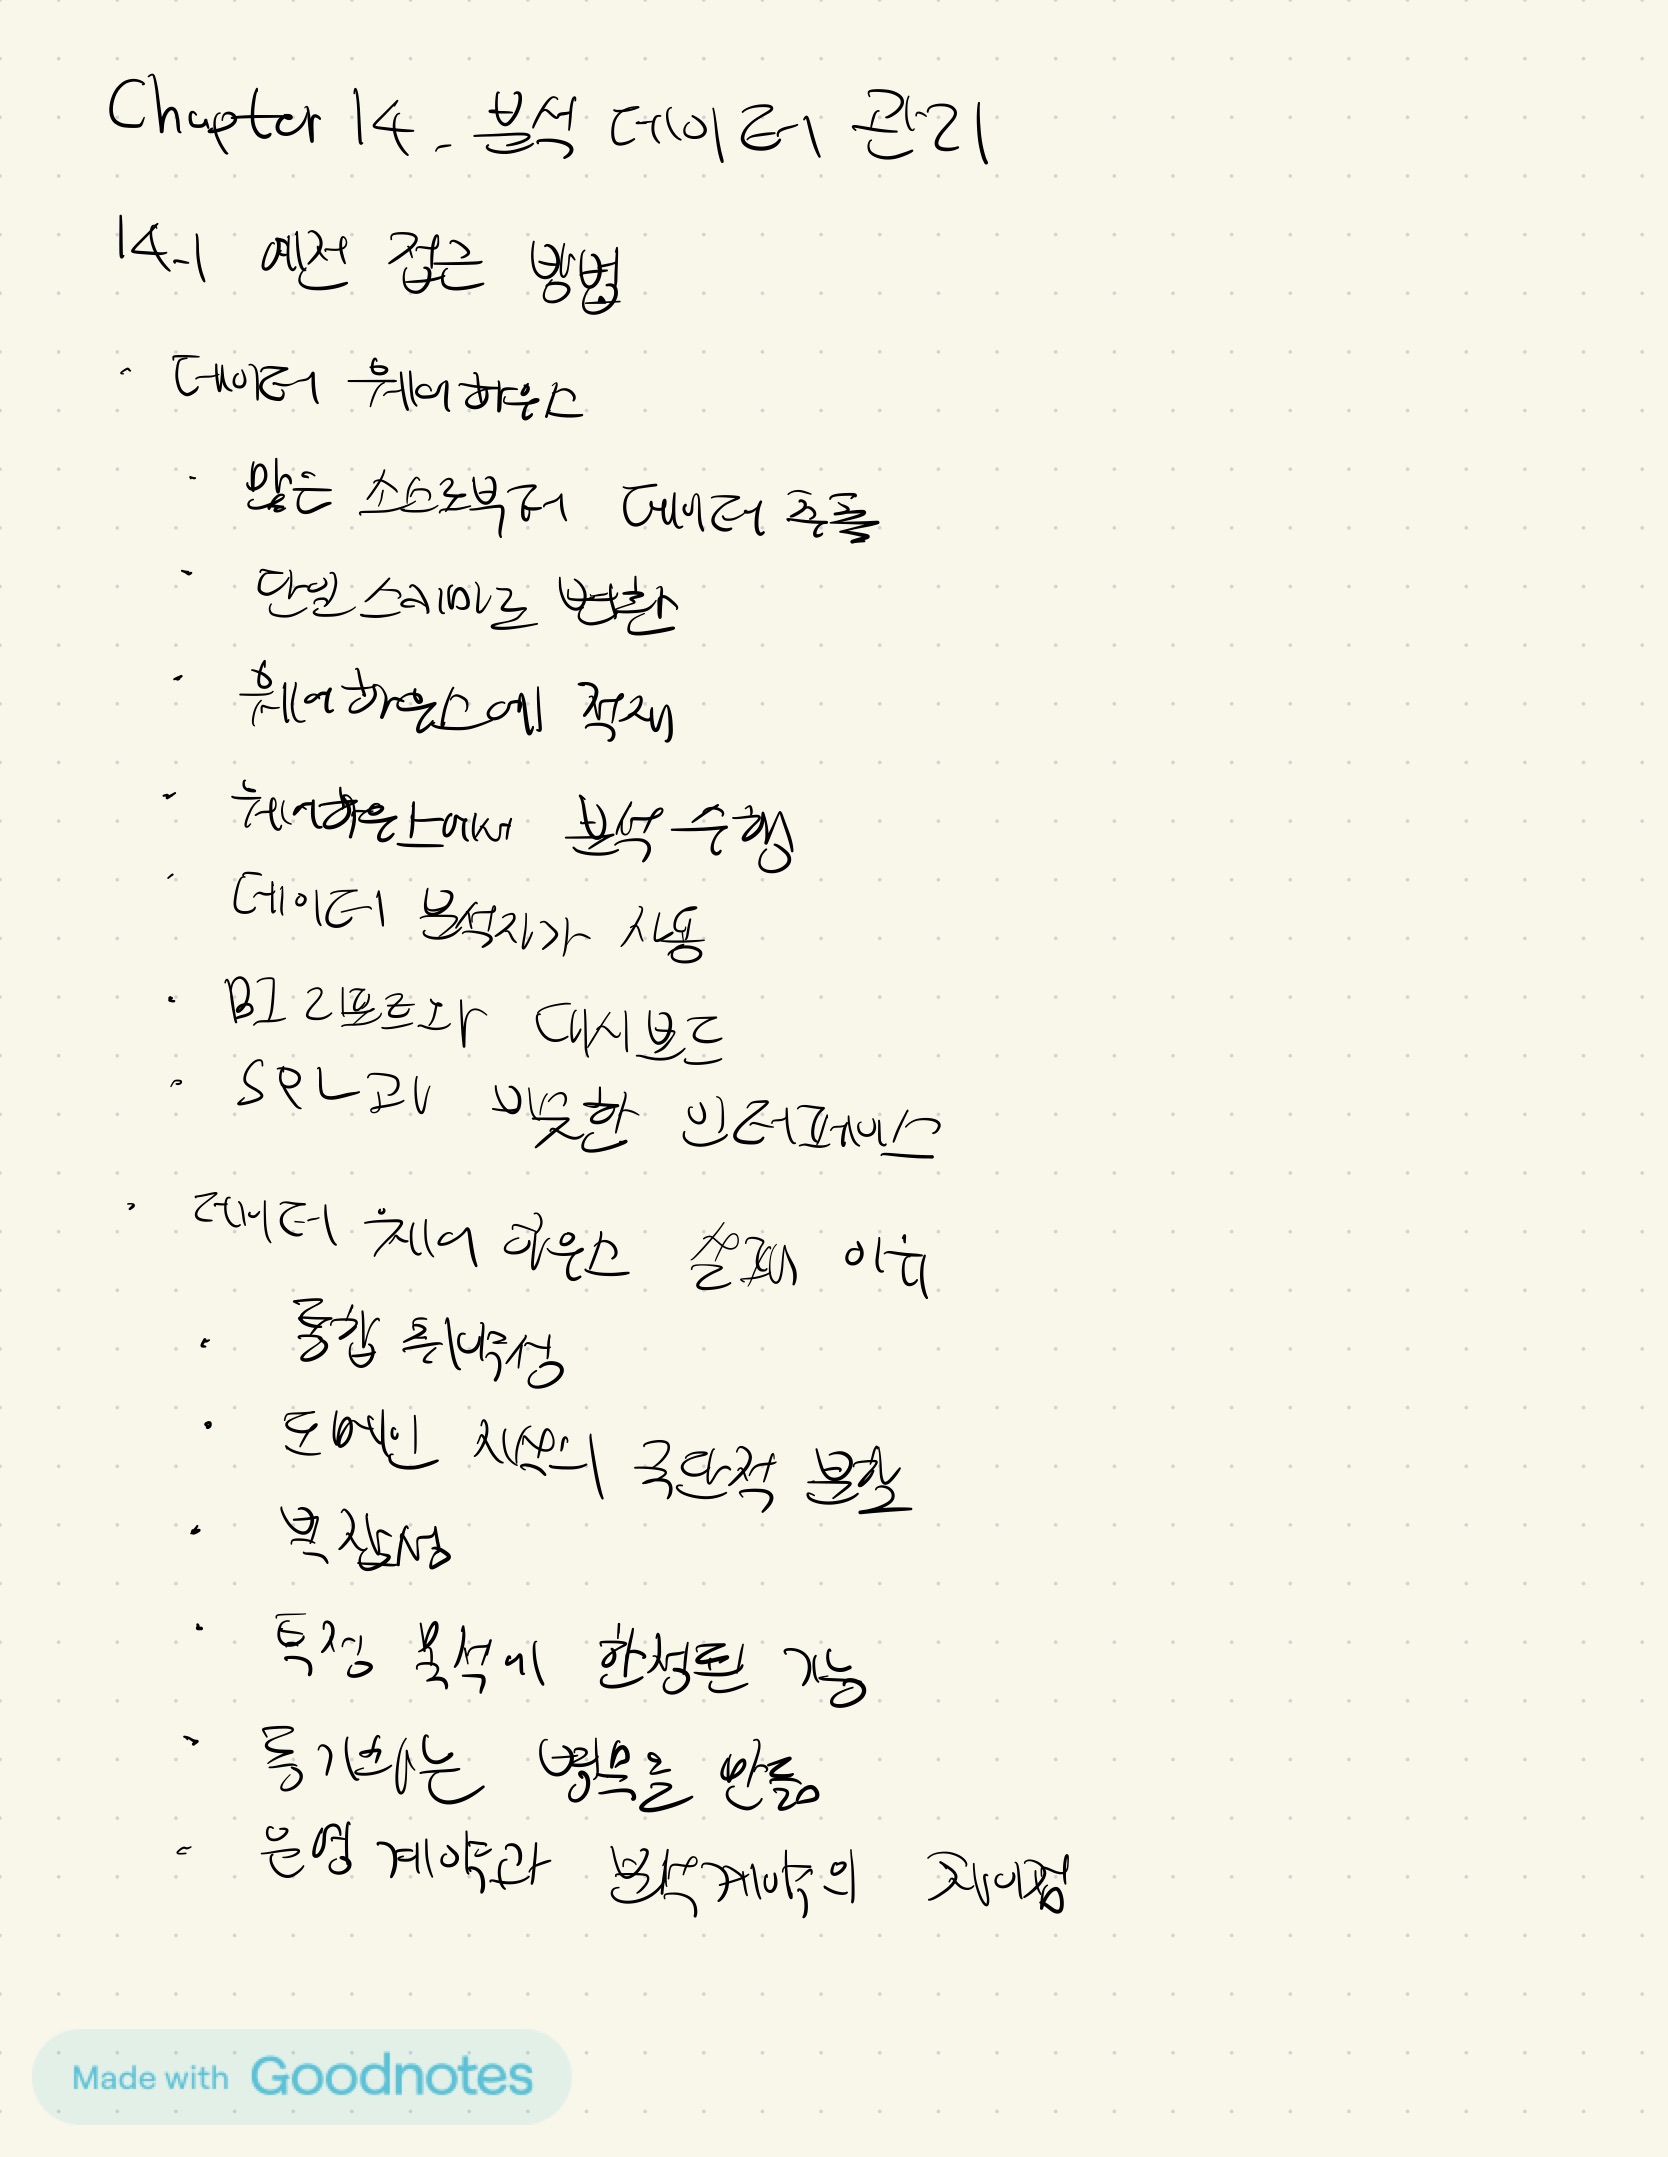 Chapter 14. 분석 데이터 관리
14-1 예전 접근 방법
· 데이터 웨어하우스
· 많은 소스로부터 데이터 추출
· 단일 스키마로 변환
· 웨어하우스에 적재
· 웨어하우스에서 분석 수행
· 데이터 분석자가 사용
· BI 리포트와 대시보드
· SQL과 비슷한 인터페이스
· 데이터 웨어하우스 실패 이유
· 통합 취약성
· 도메인 지식의 극단적 분할
· 복잡성
· 특정 목적에 한정된 기능
· 동기화는 병목을 만듦
· 운영 계약과 분석계약의 차이점
Made with Goodnotes